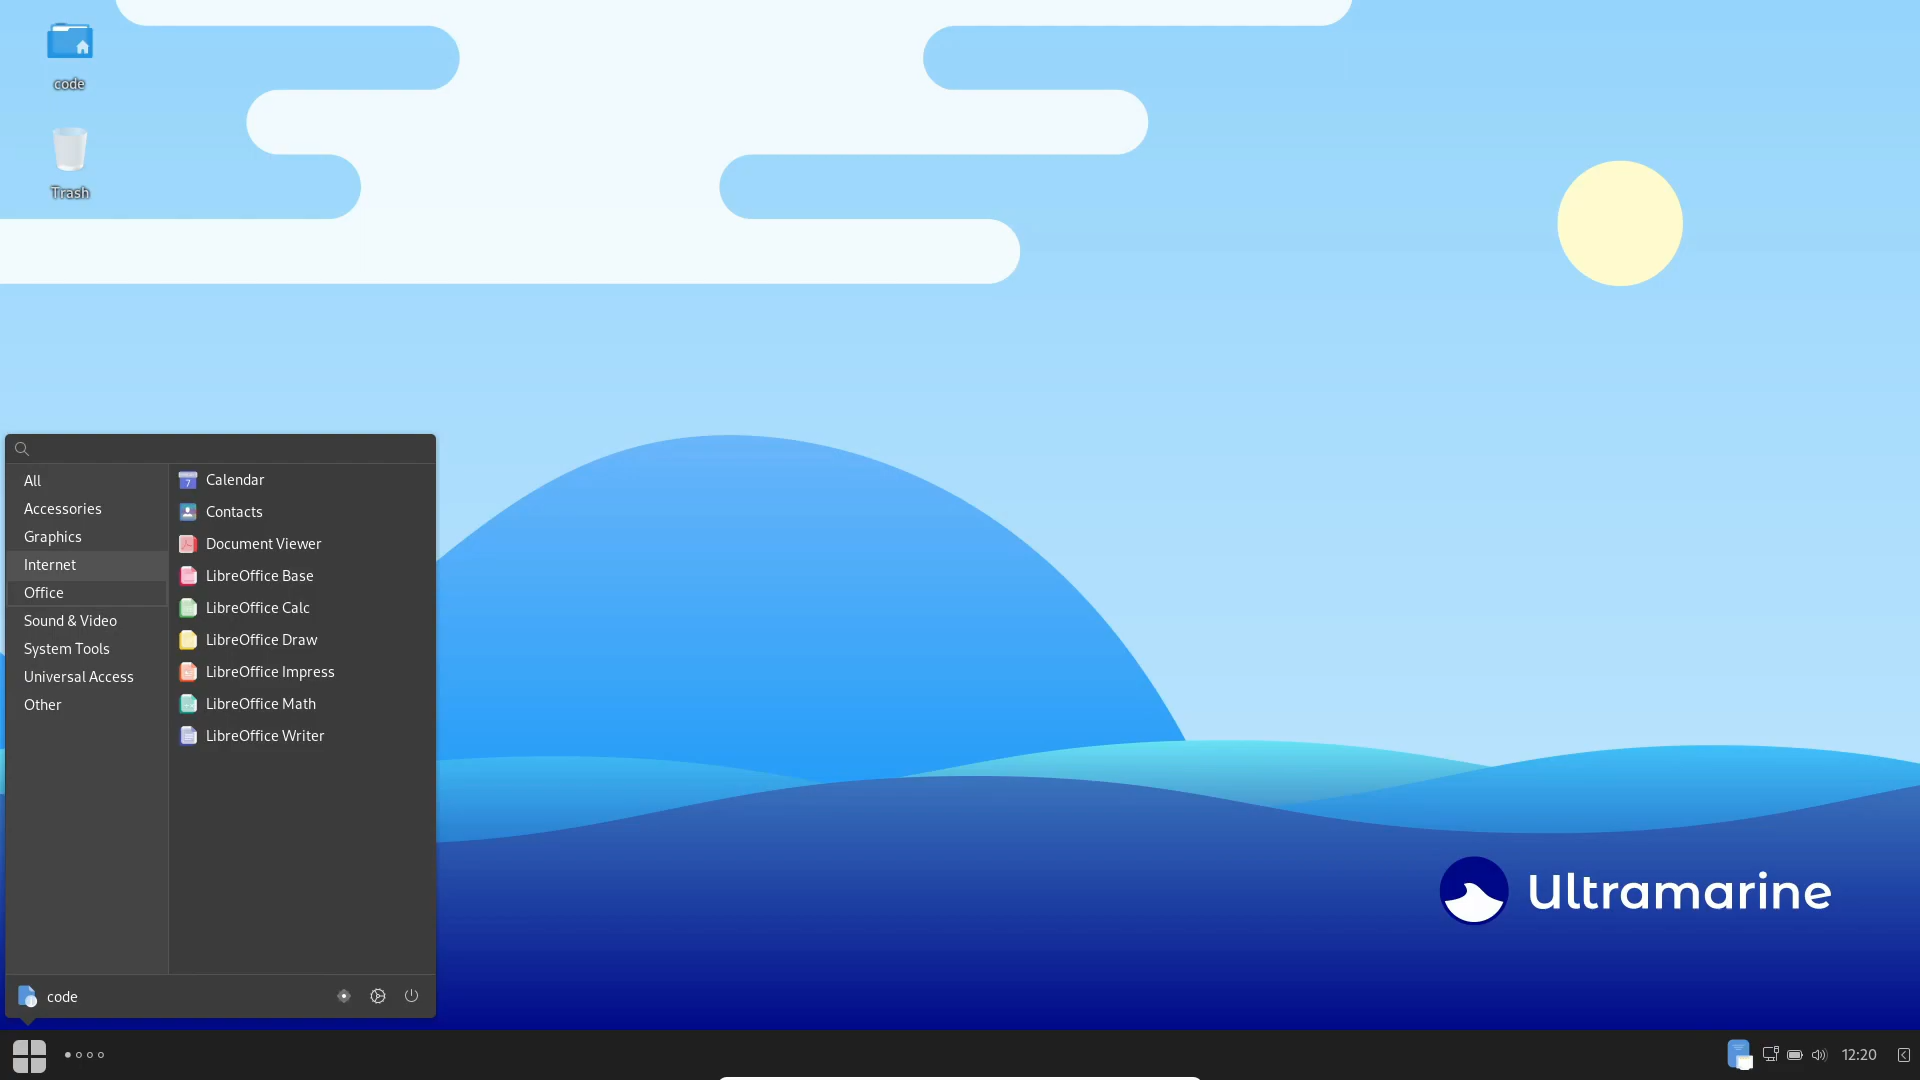 code
Trash
All
Accessories
Graphics
Internet
Office
Sound & Video
System Tools
Universal Access
Other
7
Calendar
Contacts
Document Viewer
LibreOffice Base
LibreOffice Calc
LibreOffice Draw
LibreOffice Impress
LibreOffice Math
LibreOffice Writer
code
Ultramarine
12:20